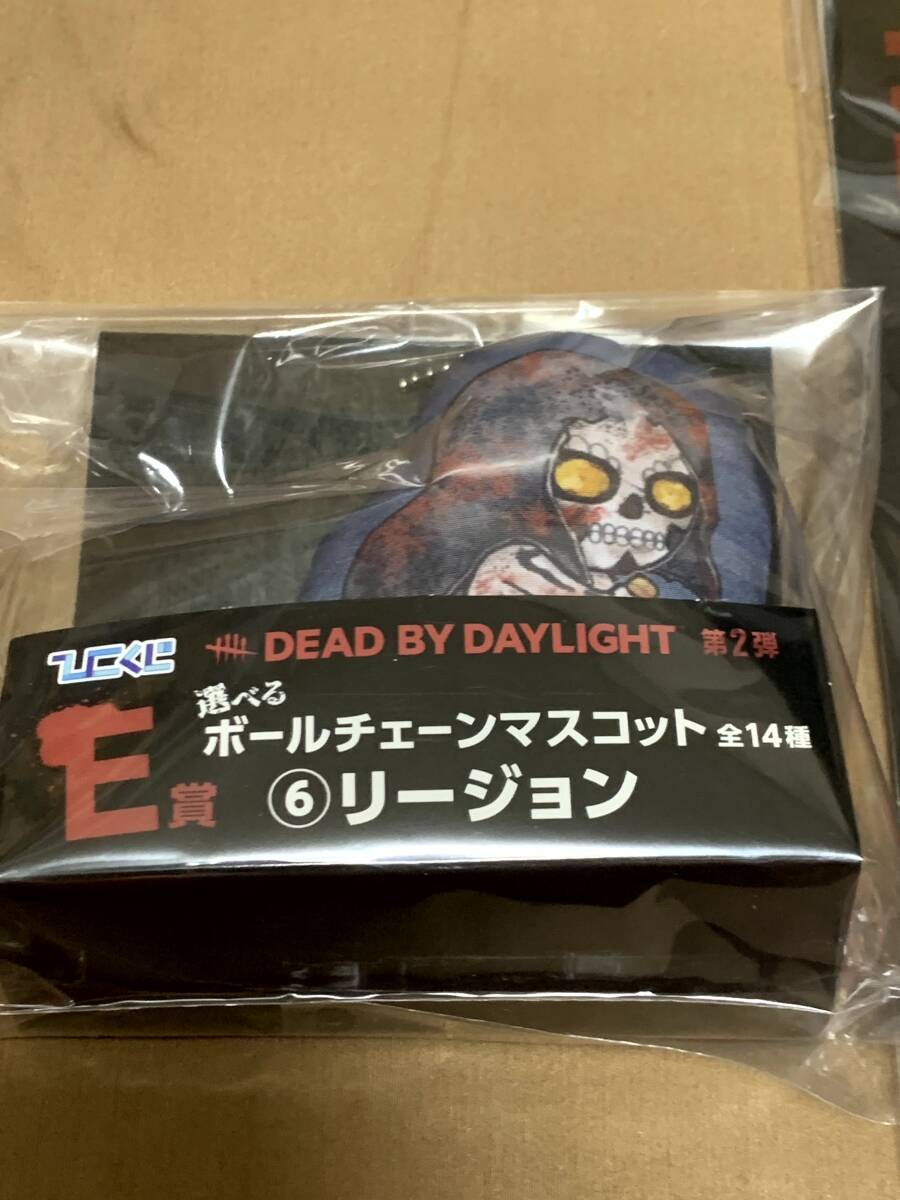 ひこくじ
DEAD BY DAYLIGHT 第2弾
E賞
選べる
ボールチェーンマスコット 全14種
⑥リージョン